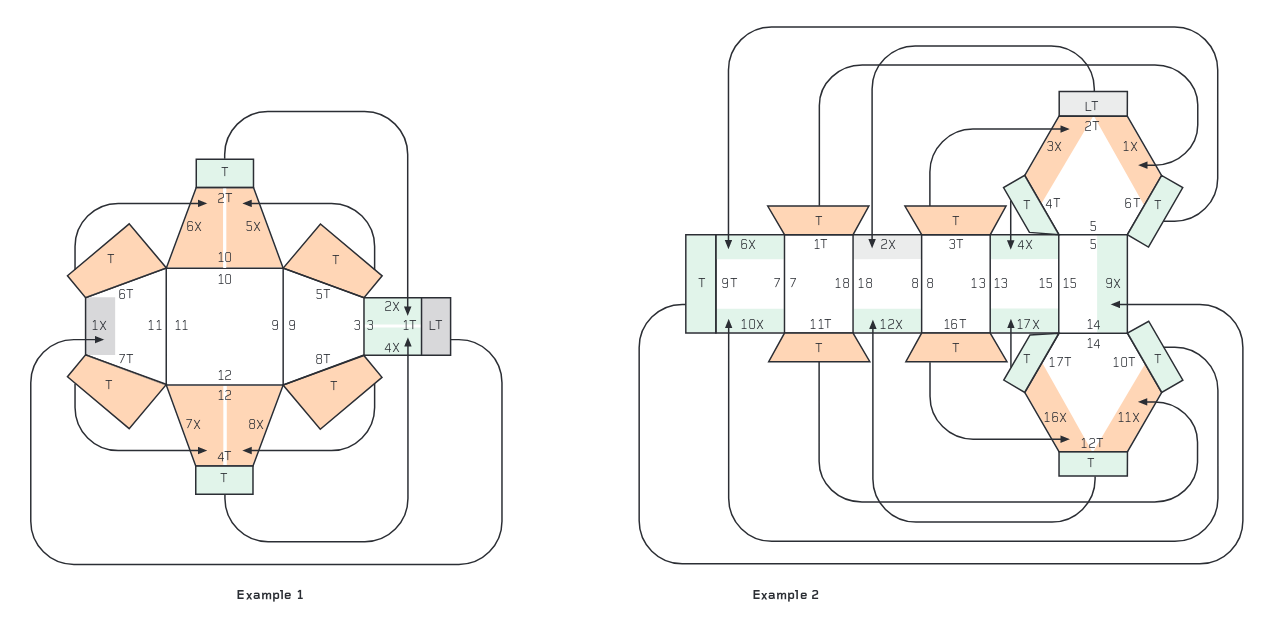 T
2T
6X 5X
10
10
T T
6T 5T
1X 11 11 9 9 3 3 2X 1T LT
4X
7T 8T
T T
12
12
7X 8X
4T
T
Example 1
LT
2T
3X 1X
T 4T 6T T
T T
5
5
6X 1T 2X 3T 4X
T 9T 7 7 18 18 8 8 13 13 15 15 9X
10X 11T 12X 16T 17X 14
14
T T
T 17T 10T T
16X 11X
12T
T
Example 2